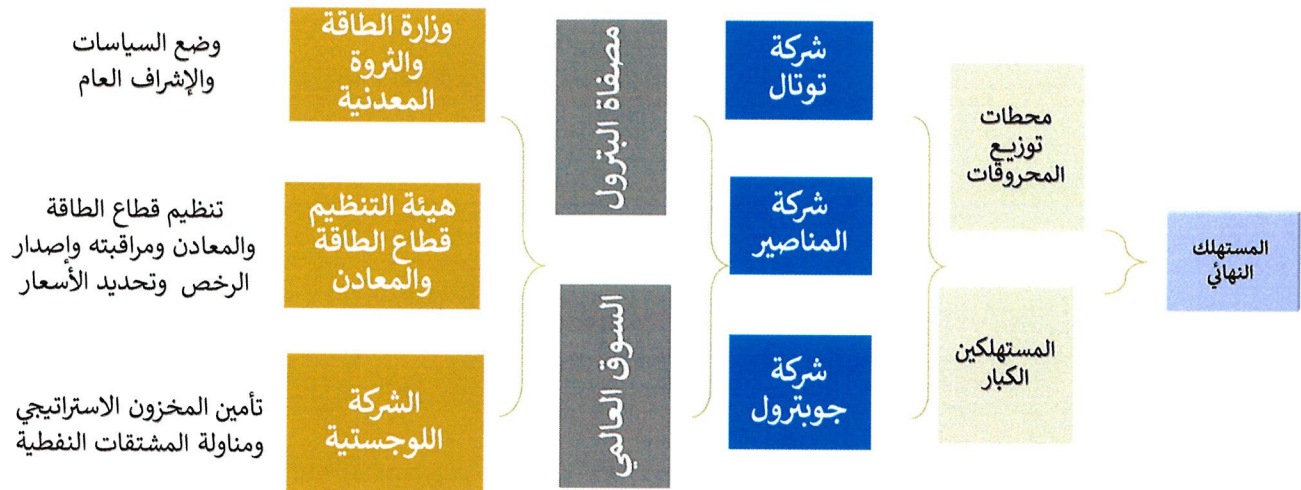 وضع السياسات
والإشراف العام
وزارة الطاقة
والثروة
المعدنية
تنظيم قطاع الطاقة
والمعادن ومراقبته وإصدار
الرخص وتحديد الأسعار
هيئة التنظيم
قطاع الطاقة
والمعادن
تأمين المخزون الاستراتيجي
ومناولة المشتقات النفطية
الشركة
اللوجستية
مصفاة البترول
السوق العالمي
شركة
توتال
شركة
المناصير
شركة
جوبترول
محطات
توزيع
المحروقات
المستهلكين
الكبار
المستهلك
النهائي